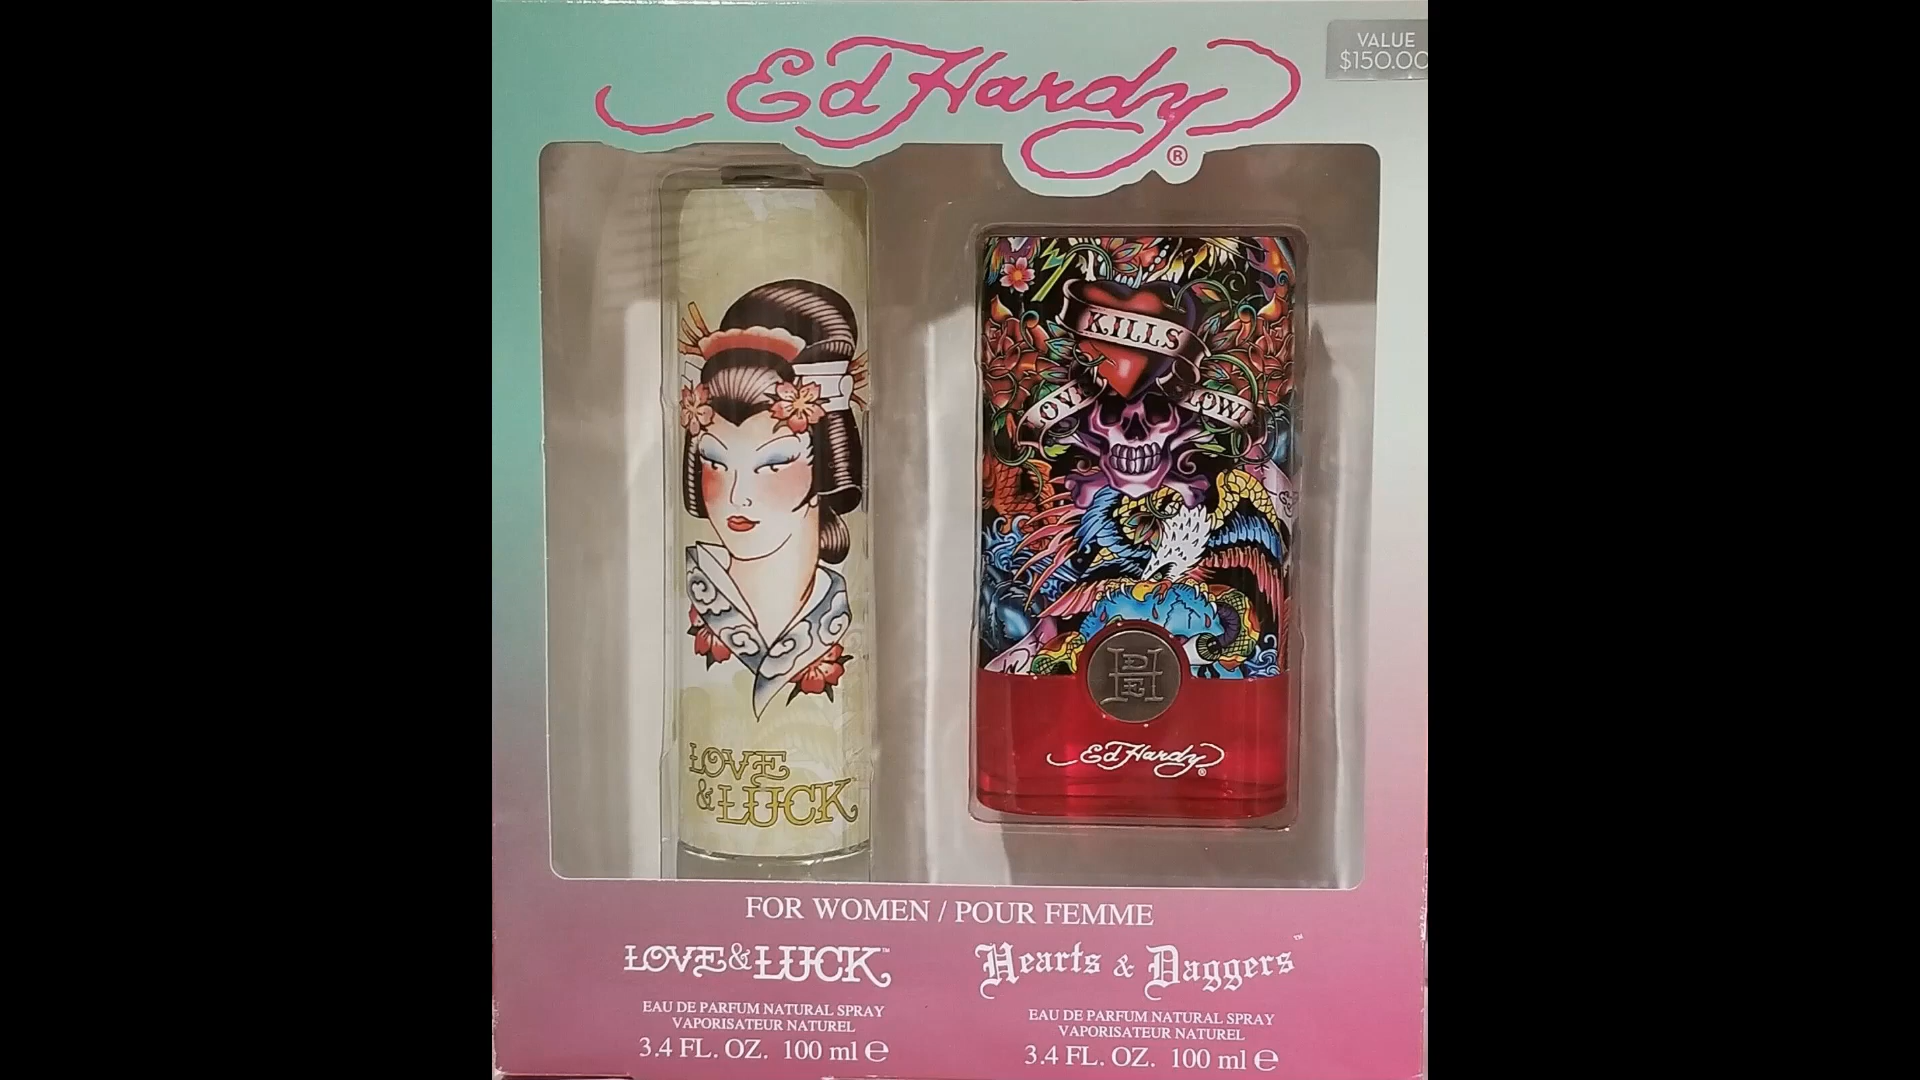 Ed Hardy®
VALUE
$150.00
KILLS
LOVE
&LUCK
Ed Hardy®
FOR WOMEN / POUR FEMME
LOVE&LUCK™
EAU DE PARFUM NATURAL SPRAY
VAPORISATEUR NATUREL
3.4 FL. OZ. 100 ml ℮
Hearts & Daggers™
EAU DE PARFUM NATURAL SPRAY
VAPORISATEUR NATUREL
3.4 FL. OZ. 100 ml ℮